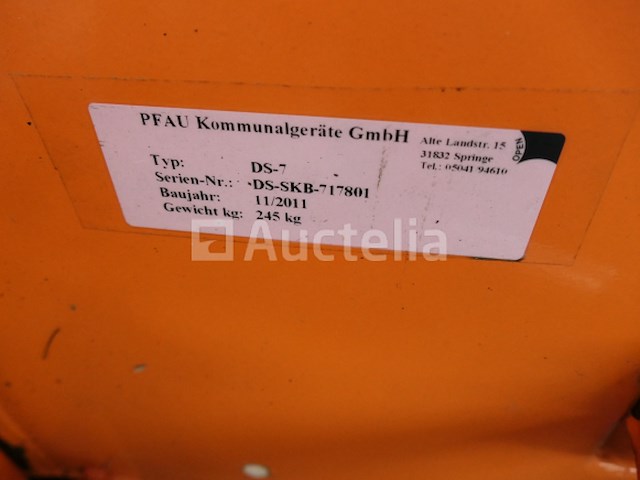 PFAU Kommunalgeräte GmbH
Alte Landstr. 15
31832 Springe
Tel.: 05041 94610
OPEN
Typ: DS-7
Serien-Nr.: DS-SKB-717801
Baujahr: 11/2011
Gewicht kg: 245 kg
Auctelia